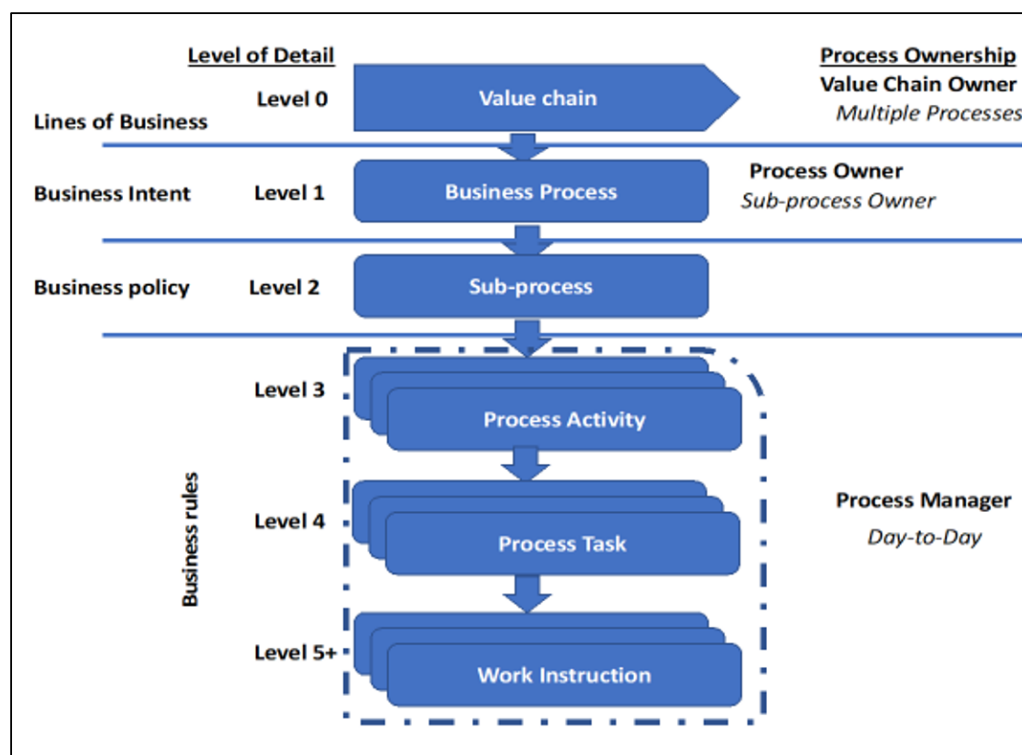 Level of Detail
Process Ownership
Level 0
Value chain
Value Chain Owner
Multiple Processes
Lines of Business
Business Intent
Level 1
Business Process
Process Owner
Sub-process Owner
Business policy
Level 2
Sub-process
Level 3
Process Activity
Business rules
Level 4
Process Task
Process Manager
Day-to-Day
Level 5+
Work Instruction